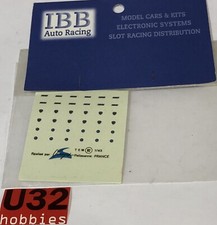 IBB
Auto Racing
MODEL CARS & KITS
ELECTRONIC SYSTEMS
SLOT RACING DISTRIBUTION
FRANCE
U32
hobbies